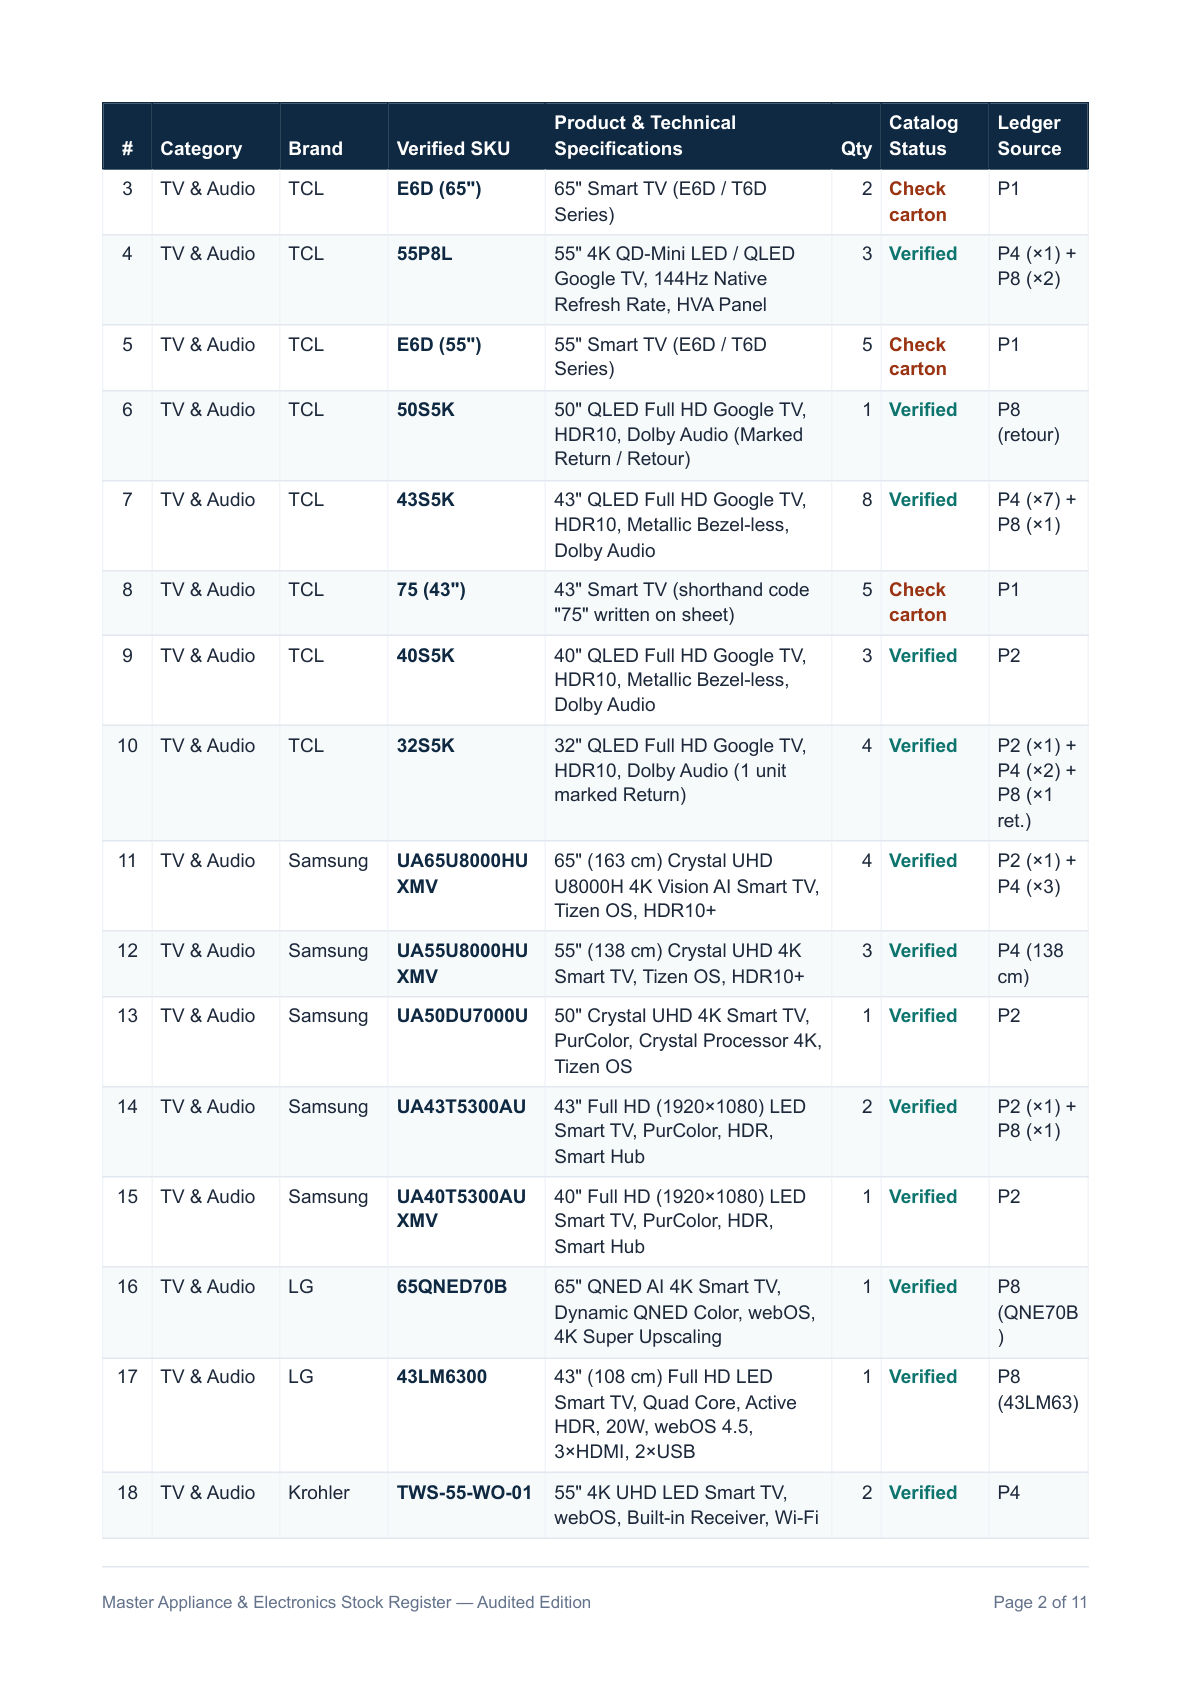 # Category Brand Verified SKU Product & Technical Specifications Qty Catalog Status Ledger Source
3 TV & Audio TCL E6D (65") 65" Smart TV (E6D / T6D 2 Check P1
Series) carton
4 TV & Audio TCL 55P8L 55" 4K QD-Mini LED / QLED 3 Verified P4 (×1) +
Google TV, 144Hz Native P8 (×2)
Refresh Rate, HVA Panel
5 TV & Audio TCL E6D (55") 55" Smart TV (E6D / T6D 5 Check P1
Series) carton
6 TV & Audio TCL 50S5K 50" QLED Full HD Google TV, 1 Verified P8
HDR10, Dolby Audio (Marked (retour)
Return / Retour)
7 TV & Audio TCL 43S5K 43" QLED Full HD Google TV, 8 Verified P4 (×7) +
HDR10, Metallic Bezel-less, P8 (×1)
Dolby Audio
8 TV & Audio TCL 75 (43") 43" Smart TV (shorthand code 5 Check P1
"75" written on sheet) carton
9 TV & Audio TCL 40S5K 40" QLED Full HD Google TV, 3 Verified P2
HDR10, Metallic Bezel-less,
Dolby Audio
10 TV & Audio TCL 32S5K 32" QLED Full HD Google TV, 4 Verified P2 (×1) +
HDR10, Dolby Audio (1 unit P4 (×2) +
marked Return) P8 (×1
ret.)
11 TV & Audio Samsung UA65U8000HU 65" (163 cm) Crystal UHD 4 Verified P2 (×1) +
XMV U8000H 4K Vision AI Smart TV, P4 (×3)
Tizen OS, HDR10+
12 TV & Audio Samsung UA55U8000HU 55" (138 cm) Crystal UHD 4K 3 Verified P4 (138
XMV Smart TV, Tizen OS, HDR10+ cm)
13 TV & Audio Samsung UA50DU7000U 50" Crystal UHD 4K Smart TV, 1 Verified P2
PurColor, Crystal Processor 4K,
Tizen OS
14 TV & Audio Samsung UA43T5300AU 43" Full HD (1920×1080) LED 2 Verified P2 (×1) +
Smart TV, PurColor, HDR, P8 (×1)
Smart Hub
15 TV & Audio Samsung UA40T5300AU 40" Full HD (1920×1080) LED 1 Verified P2
XMV Smart TV, PurColor, HDR,
Smart Hub
16 TV & Audio LG 65QNED70B 65" QNED AI 4K Smart TV, 1 Verified P8
Dynamic QNED Color, webOS, (QNE70B
4K Super Upscaling )
17 TV & Audio LG 43LM6300 43" (108 cm) Full HD LED 1 Verified P8
Smart TV, Quad Core, Active (43LM63)
HDR, 20W, webOS 4.5,
3×HDMI, 2×USB
18 TV & Audio Krohler TWS-55-WO-01 55" 4K UHD LED Smart TV, 2 Verified P4
webOS, Built-in Receiver, Wi-Fi
Master Appliance & Electronics Stock Register — Audited Edition Page 2 of 11